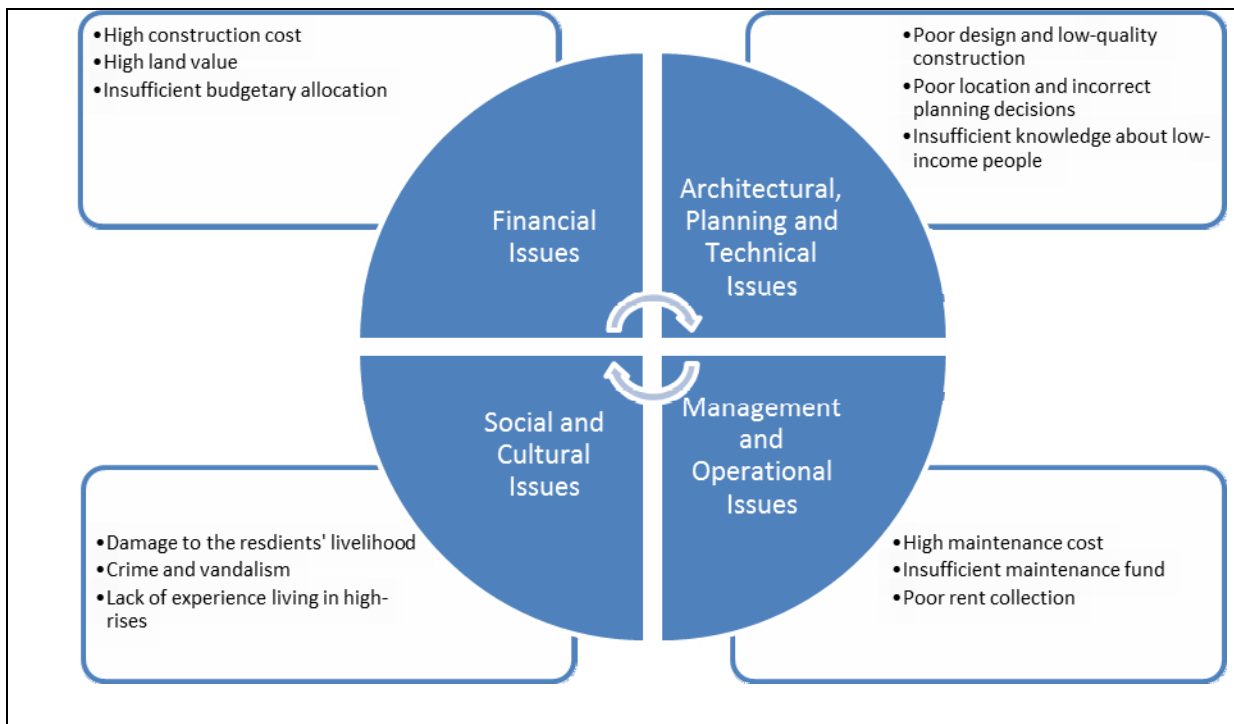 •High construction cost
•High land value
•Insufficient budgetary allocation
•Poor design and low-quality
construction
•Poor location and incorrect
planning decisions
•Insufficient knowledge about low-
income people
Financial
Issues
Architectural,
Planning and
Technical
Issues
Social and
Cultural
Issues
Management
and
Operational
Issues
•Damage to the resdients' livelihood
•Crime and vandalism
•Lack of experience living in high-
rises
•High maintenance cost
•Insufficient maintenance fund
•Poor rent collection